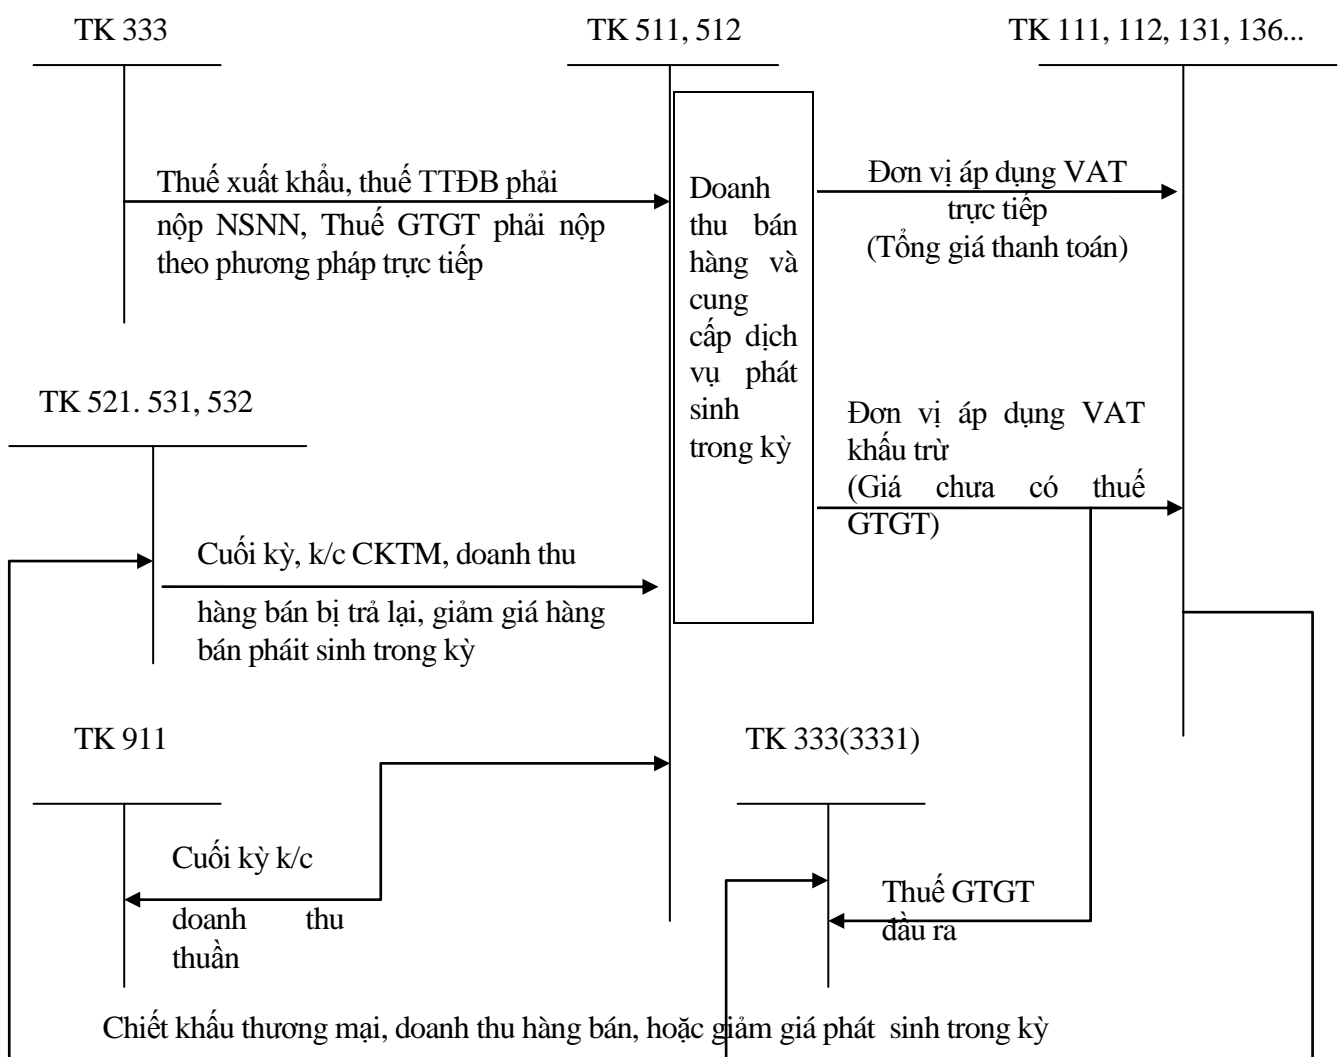 TK 333
TK 511, 512
TK 111, 112, 131, 136...
Thuế xuất khẩu, thuế TTĐB phải
nộp NSNN, Thuế GTGT phải nộp
theo phương pháp trực tiếp
Doanh
thu bán
hàng và
cung
cấp dịch
vụ phát
sinh
trong kỳ
Đơn vị áp dụng VAT
trực tiếp
(Tổng giá thanh toán)
TK 521. 531, 532
Đơn vị áp dụng VAT
khấu trừ
(Giá chưa có thuế
GTGT)
Cuối kỳ, k/c CKTM, doanh thu
hàng bán bị trả lại, giảm giá hàng
bán pháit sinh trong kỳ
TK 911
TK 333(3331)
Cuối kỳ k/c
doanh thu
thuần
Thuế GTGT
đầu ra
Chiết khấu thương mại, doanh thu hàng bán, hoặc giảm giá phát sinh trong kỳ